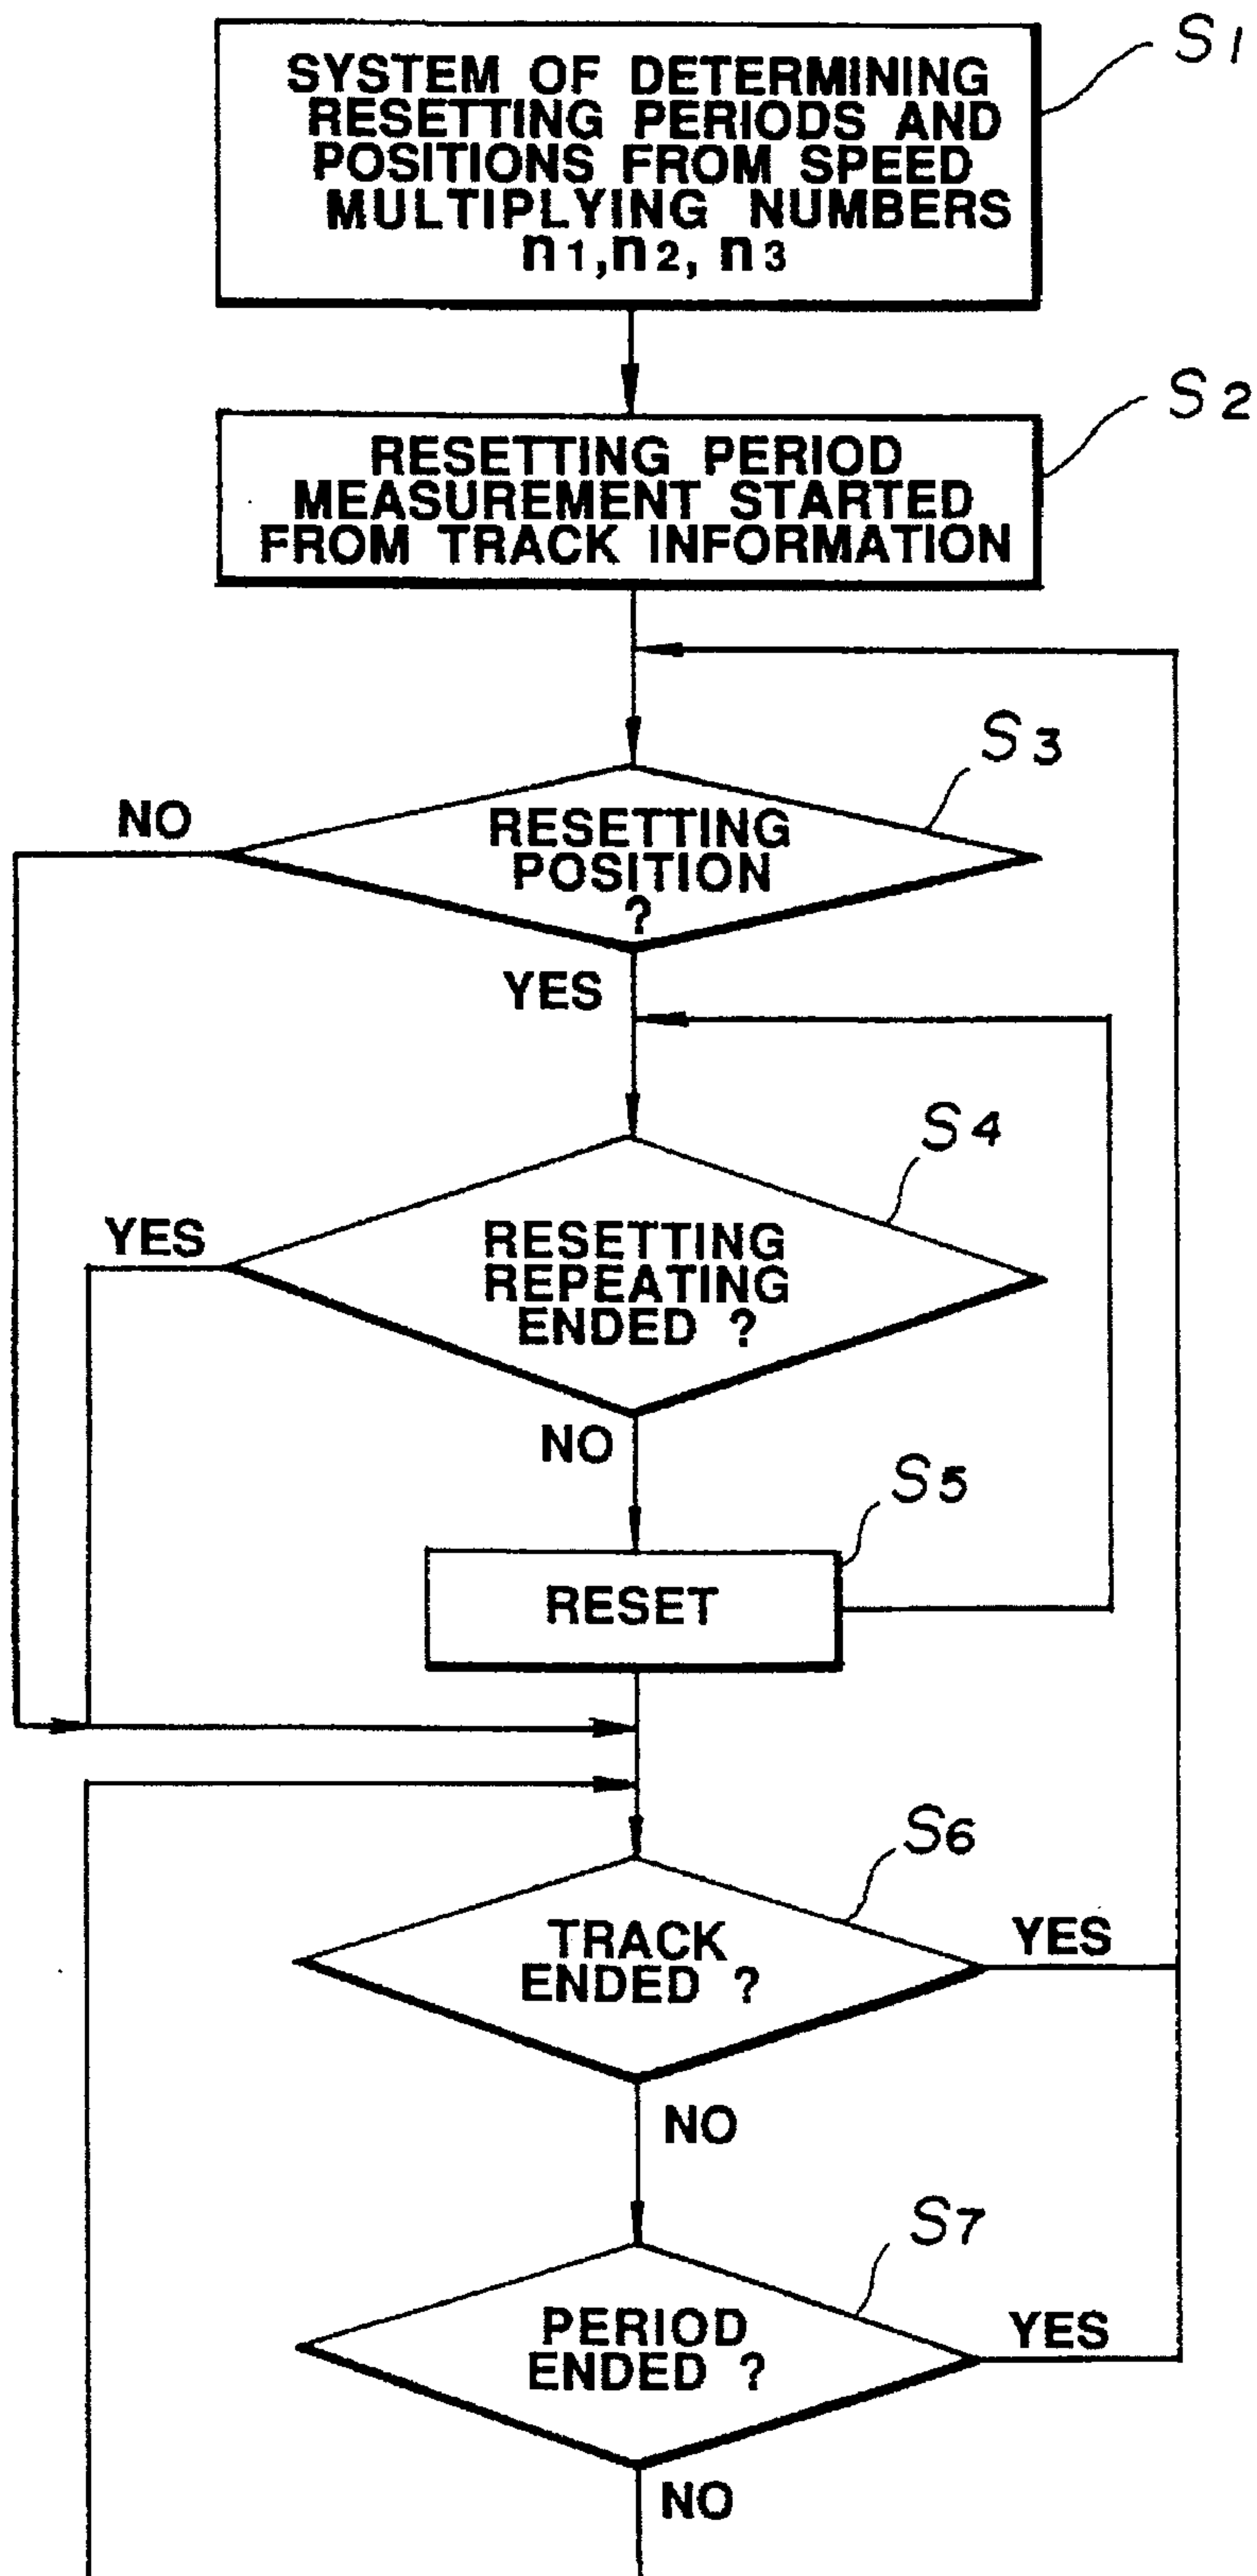 S1
SYSTEM OF DETERMINING
RESETTING PERIODS AND
POSITIONS FROM SPEED
MULTIPLYING NUMBERS
n1,n2, n3
S2
RESETTING PERIOD
MEASUREMENT STARTED
FROM TRACK INFORMATION
S3
NO
RESETTING
POSITION
?
YES
S4
YES
RESETTING
REPEATING
ENDED ?
NO
S5
RESET
S6
TRACK
ENDED ?
YES
NO
S7
PERIOD
ENDED ?
YES
NO